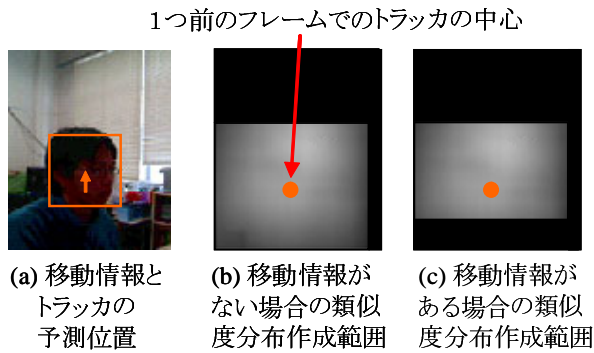 1つ前のフレームでのトラッカの中心
(a) 移動情報と
トラッカの
予測位置
(b) 移動情報が
ない場合の類似
度分布作成範囲
(c) 移動情報が
ある場合の類似
度分布作成範囲